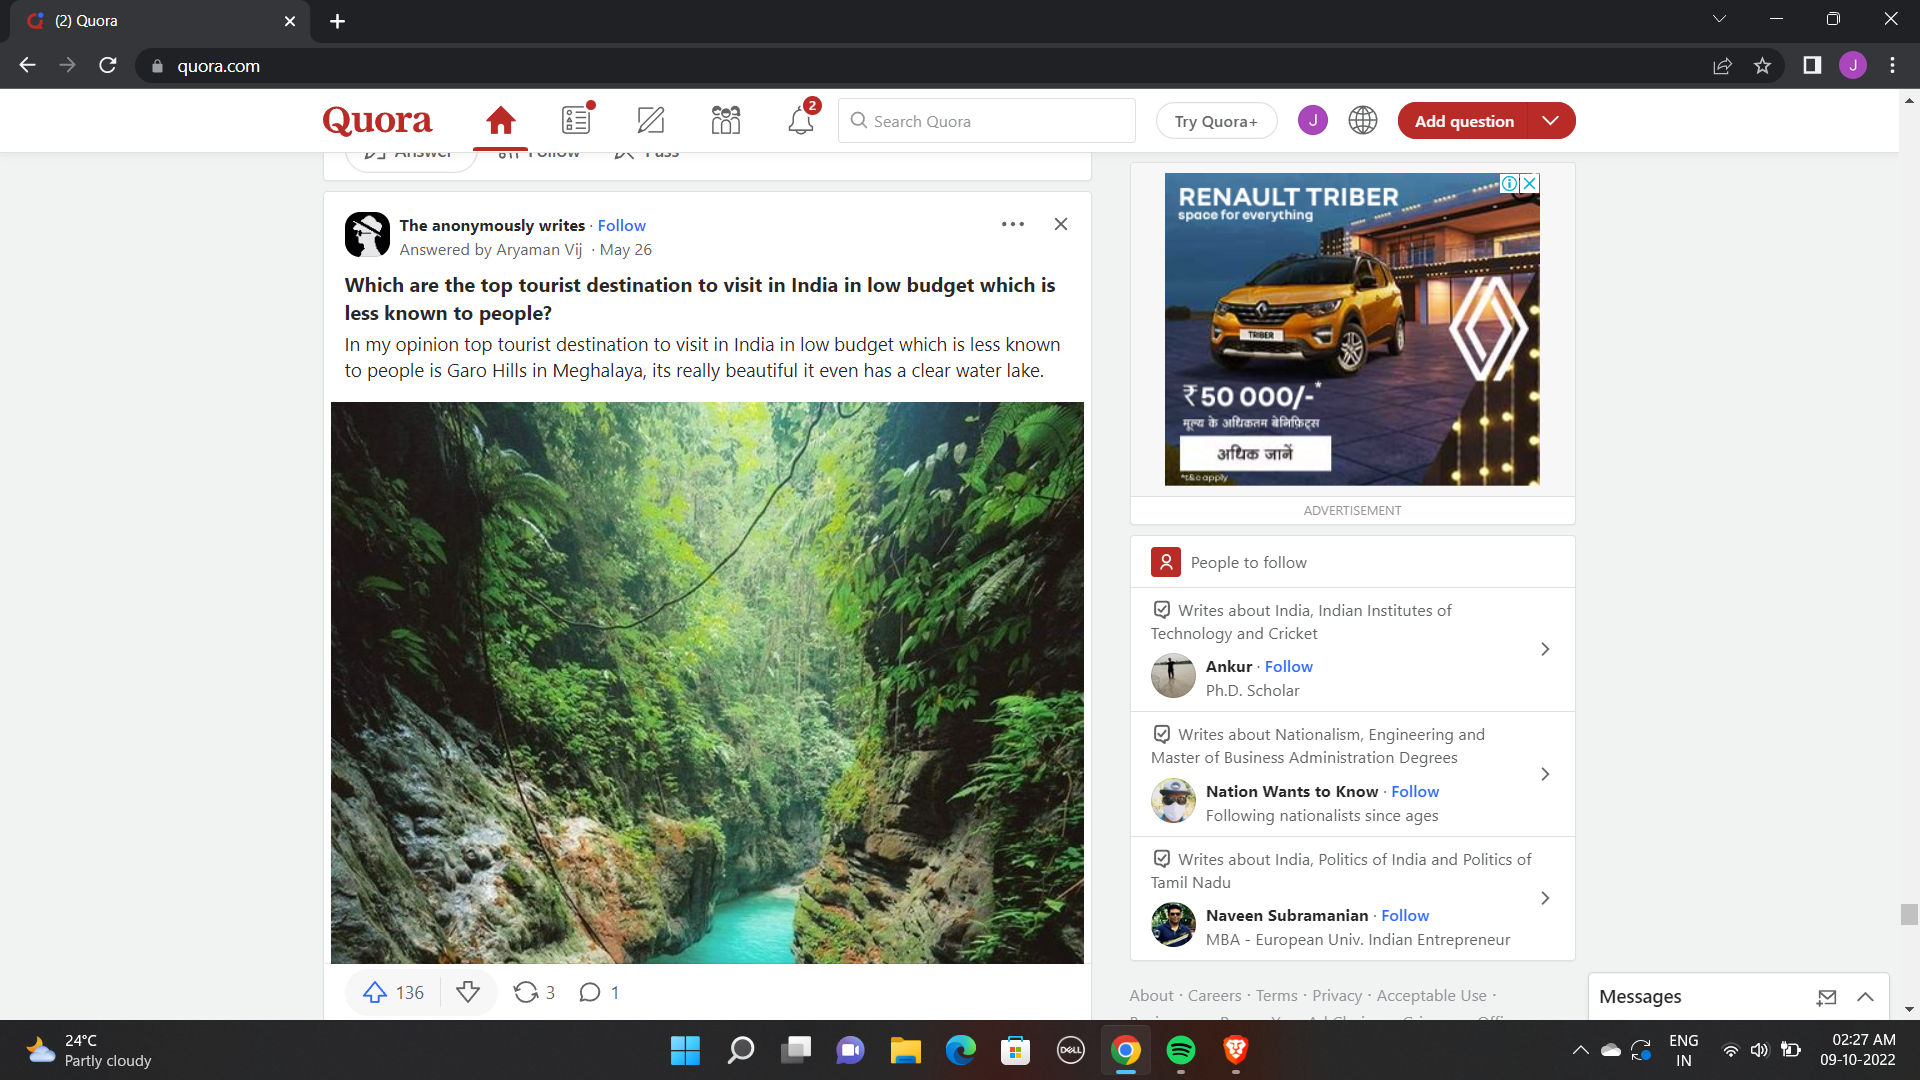 (2) Quora
quora.com
J
Quora
2
Search Quora
Try Quora+
J
Add question
Answer
Follow
Pass
The anonymously writes · Follow
Answered by Aryaman Vij · May 26
Which are the top tourist destination to visit in India in low budget which is
less known to people?
In my opinion top tourist destination to visit in India in low budget which is less known
to people is Garo Hills in Meghalaya, its really beautiful it even has a clear water lake.
136
3
1
RENAULT TRIBER
space for everything
TRIBER
₹50 000/-*
मूल्य के अधिकतम बेनिफ़िट्स
अधिक जानें
*t&c apply
ADVERTISEMENT
People to follow
Writes about India, Indian Institutes of
Technology and Cricket
Ankur · Follow
Ph.D. Scholar
Writes about Nationalism, Engineering and
Master of Business Administration Degrees
Nation Wants to Know · Follow
Following nationalists since ages
Writes about India, Politics of India and Politics of
Tamil Nadu
Naveen Subramanian · Follow
MBA - European Univ. Indian Entrepreneur
About · Careers · Terms · Privacy · Acceptable Use ·
Messages
24°C
Partly cloudy
DELL
ENG
IN
02:27 AM
09-10-2022